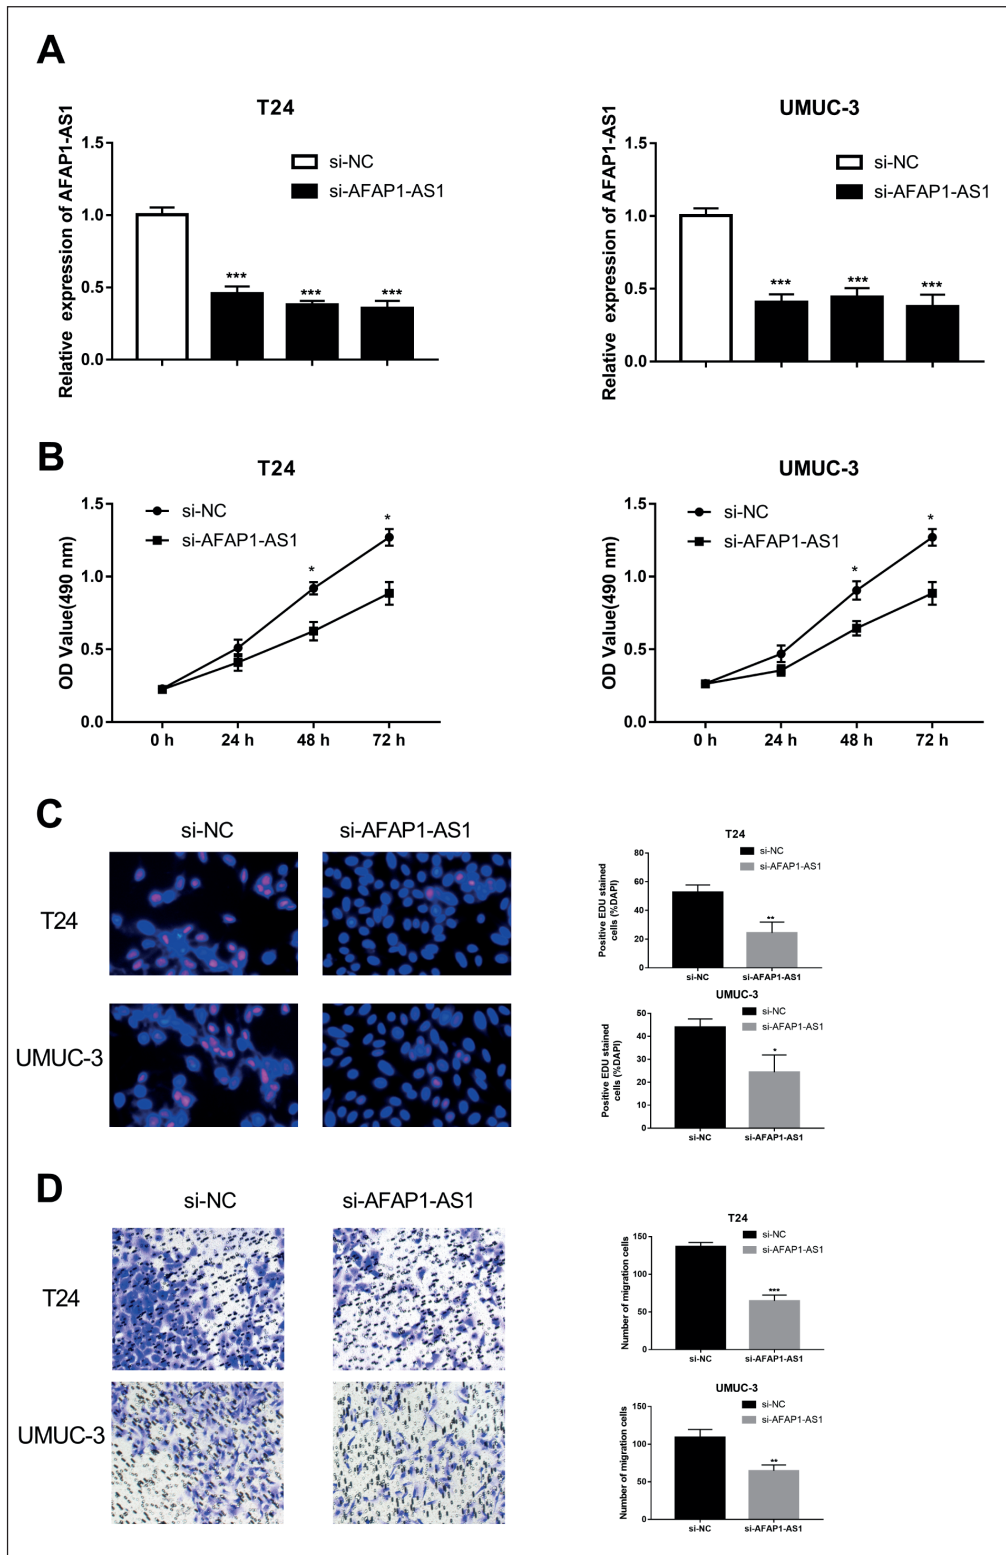 A
T24
Relative expression of AFAP1-AS1
1.5
1.0
0.5
0.0
si-NC
si-AFAP1-AS1
***
***
***
UMUC-3
Relative expression of AFAP1-AS1
1.5
1.0
0.5
0.0
si-NC
si-AFAP1-AS1
***
***
***
B
T24
OD Value(490 nm)
1.5
1.0
0.5
0.0
si-NC
si-AFAP1-AS1
*
*
0 h 24 h 48 h 72 h
UMUC-3
OD Value(490 nm)
1.5
1.0
0.5
0.0
si-NC
si-AFAP1-AS1
*
*
0 h 24 h 48 h 72 h
C
si-NC si-AFAP1-AS1
T24
UMUC-3
T24
Positive EDU stained
cells (%DAPI)
80
60
40
20
0
si-NC
si-AFAP1-AS1
**
si-NC si-AFAP1-AS1
UMUC-3
Positive EDU stained
cells (%DAPI)
50
40
30
20
10
0
si-NC
si-AFAP1-AS1
*
si-NC si-AFAP1-AS1
D
si-NC si-AFAP1-AS1
T24
UMUC-3
T24
Number of migration cells
150
100
50
0
si-NC
si-AFAP1-AS1
***
si-NC si-AFAP1-AS1
UMUC-3
Number of migration cells
150
100
50
0
si-NC
si-AFAP1-AS1
**
si-NC si-AFAP1-AS1